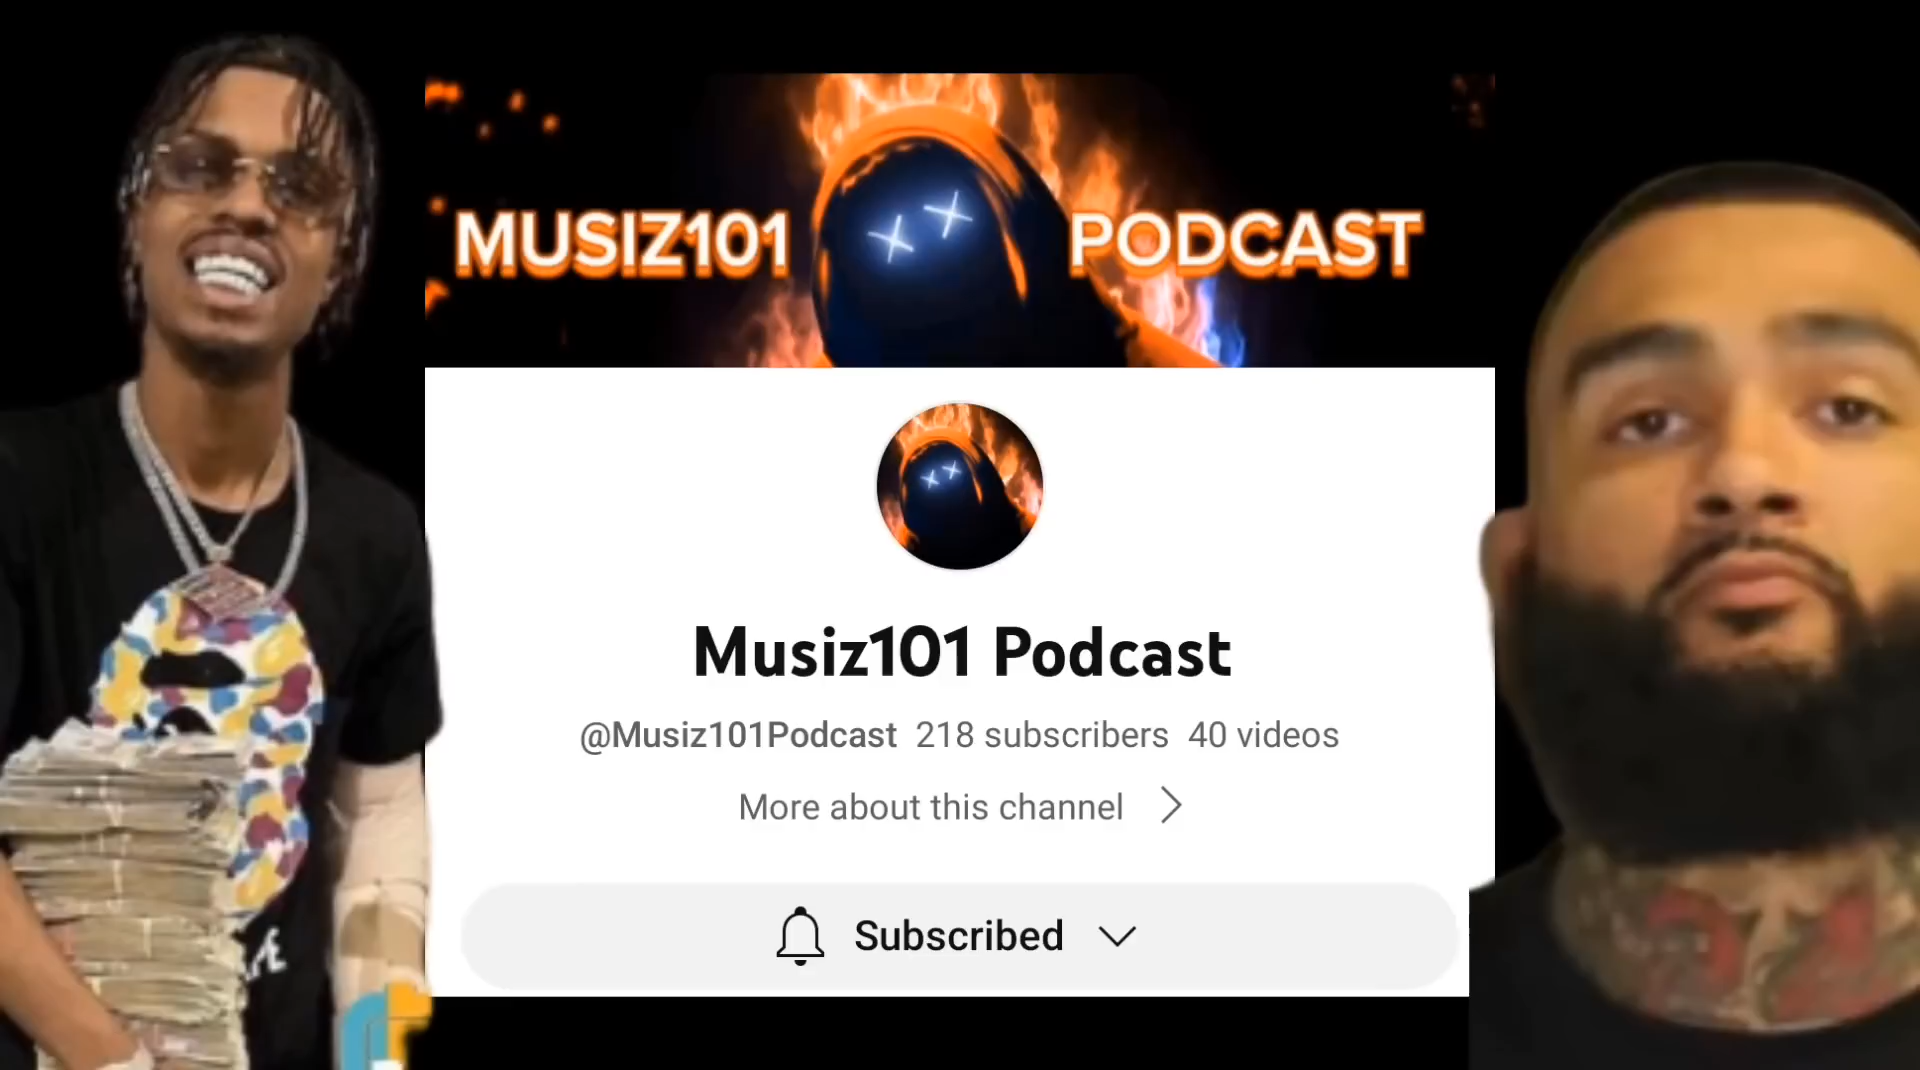 MUSIZ101 PODCAST
Musiz101 Podcast
@Musiz101Podcast 218 subscribers 40 videos
More about this channel
Subscribed